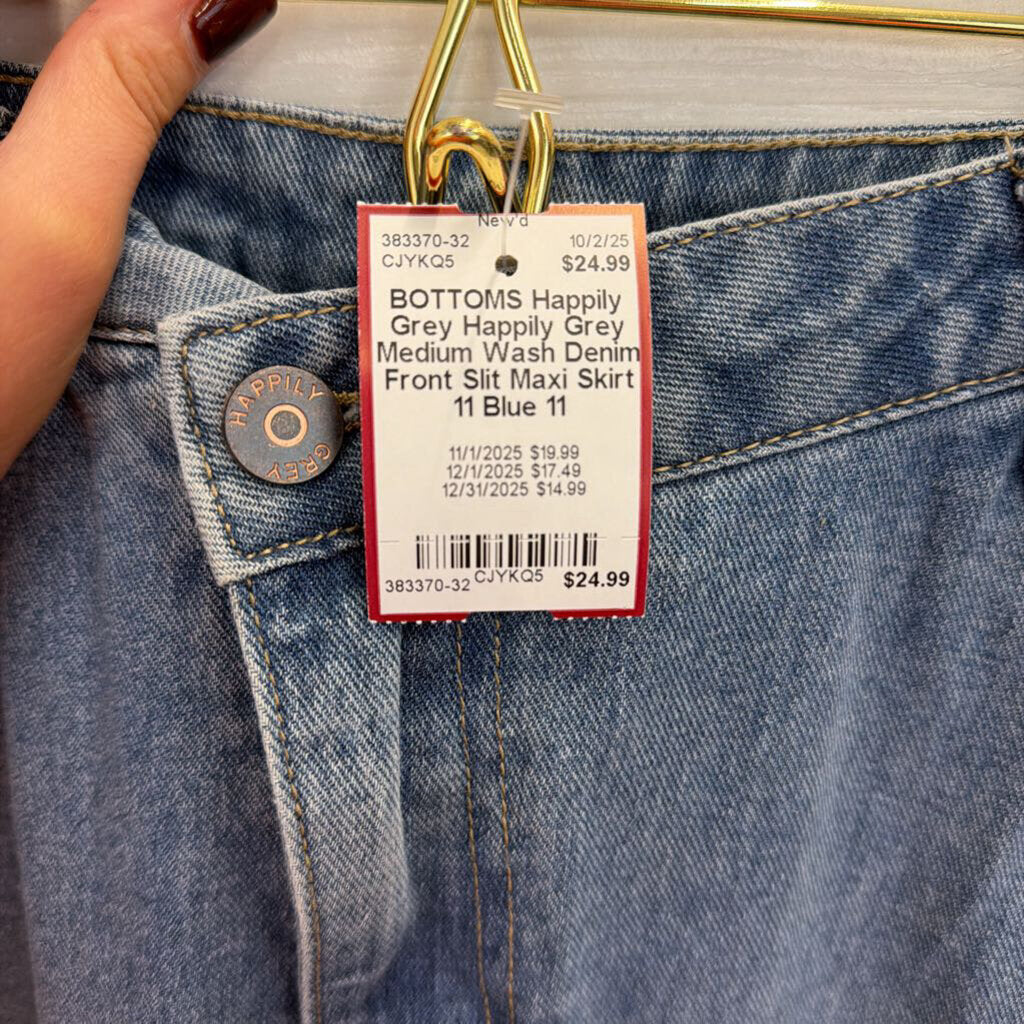 New'd
383370-32 10/2/25
CJYKQ5 $24.99
BOTTOMS Happily
Grey Happily Grey
Medium Wash Denim
Front Slit Maxi Skirt
11 Blue 11
11/1/2025 $19.99
12/1/2025 $17.49
12/31/2025 $14.99
383370-32 CJYKQ5 $24.99
HAPPILY
GREY